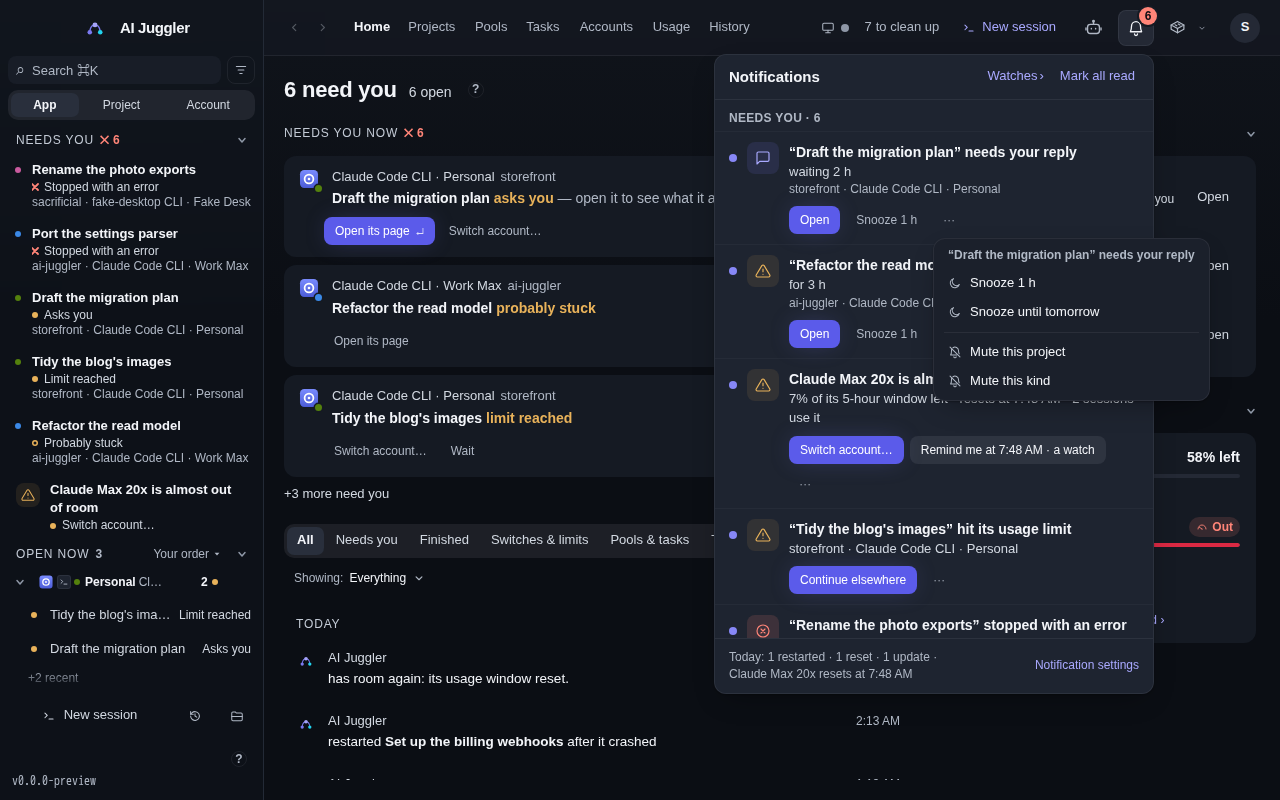 AI Juggler
Search ⌘K
App
Project
Account
NEEDS YOU 6
Rename the photo exports
Stopped with an error
sacrificial · fake-desktop CLI · Fake Desk
Port the settings parser
Stopped with an error
ai-juggler · Claude Code CLI · Work Max
Draft the migration plan
Asks you
storefront · Claude Code CLI · Personal
Tidy the blog's images
Limit reached
storefront · Claude Code CLI · Personal
Refactor the read model
Probably stuck
ai-juggler · Claude Code CLI · Work Max
Claude Max 20x is almost out
of room
Switch account…
OPEN NOW 3
Your order
Personal Cl…
2
Tidy the blog's ima… Limit reached
Draft the migration plan Asks you
+2 recent
New session
?
v0.0.0-preview
Home
Projects
Pools
Tasks
Accounts
Usage
History
7 to clean up
New session
6
S
6 need you 6 open ?
NEEDS YOU NOW 6
Claude Code CLI · Personal storefront
Draft the migration plan asks you — open it to see what it a
Open its page
Switch account…
Claude Code CLI · Work Max ai-juggler
Refactor the read model probably stuck
Open its page
Claude Code CLI · Personal storefront
Tidy the blog's images limit reached
Switch account…
Wait
+3 more need you
All
Needs you
Finished
Switches & limits
Pools & tasks
Showing: Everything
TODAY
AI Juggler
has room again: its usage window reset.
AI Juggler
2:13 AM
restarted Set up the billing webhooks after it crashed
Notifications
Watches ›
Mark all read
NEEDS YOU · 6
“Draft the migration plan” needs your reply
waiting 2 h
storefront · Claude Code CLI · Personal
Open
Snooze 1 h
···
“Refactor the read mo
for 3 h
ai-juggler · Claude Code Cl
Open
Snooze 1 h
Claude Max 20x is alm
7% of its 5-hour window left · resets at 7:48 AM · 2 sessions
use it
Switch account…
Remind me at 7:48 AM · a watch
···
“Tidy the blog's images” hit its usage limit
storefront · Claude Code CLI · Personal
Continue elsewhere
···
“Rename the photo exports” stopped with an error
Today: 1 restarted · 1 reset · 1 update ·
Claude Max 20x resets at 7:48 AM
Notification settings
“Draft the migration plan” needs your reply
Snooze 1 h
Snooze until tomorrow
Mute this project
Mute this kind
you
Open
pen
pen
58% left
Out
d ›